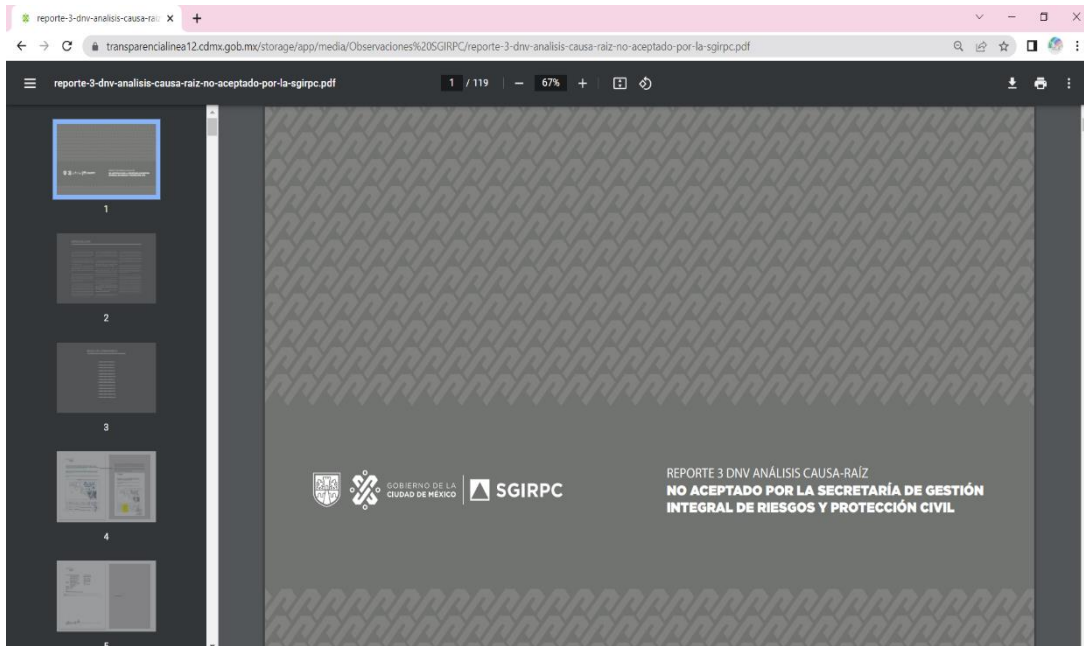 reporte-3-dnv-analisis-causa-rai
transparencialinea12.cdmx.gob.mx/storage/app/media/Observaciones%20SGIRPC/reporte-3-dnv-analisis-causa-raiz-no-aceptado-por-la-sgirpc.pdf
reporte-3-dnv-analisis-causa-raiz-no-aceptado-por-la-sgirpc.pdf
1 / 119
67%
1
2
3
4
5
GOBIERNO DE LA
CIUDAD DE MÉXICO
SGIRPC
REPORTE 3 DNV ANÁLISIS CAUSA-RAÍZ
NO ACEPTADO POR LA SECRETARÍA DE GESTIÓN
INTEGRAL DE RIESGOS Y PROTECCIÓN CIVIL